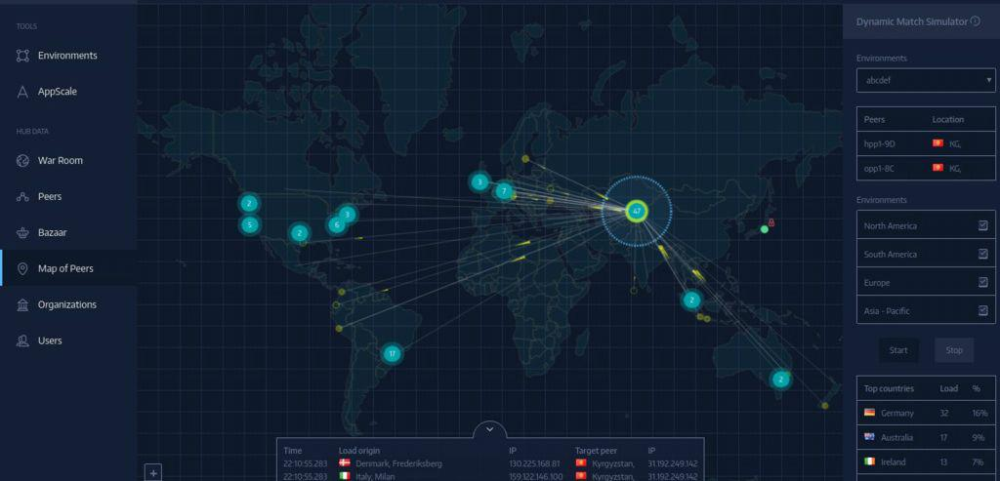 TOOLS
Environments
AppScale
HUB DATA
War Room
Peers
Bazaar
Map of Peers
Organizations
Users
2
5
3
6
2
17
3
7
47
2
2
+
Time Load origin IP Target peer IP
22:10:55.283 Denmark, Frederiksberg 130.225.168.81 Kyrgyzstan, 31.192.249.142
22:10:55.283 Italy, Milan 159.122.146.100 Kyrgyzstan, 31.192.249.142
Dynamic Match Simulator
Environments
abcdef
Peers Location
hpp1-9D KG,
opp1-8C KG,
Environments
North America
South America
Europe
Asia - Pacific
Start Stop
Top countries Load %
Germany 32 16%
Australia 17 9%
Ireland 13 7%